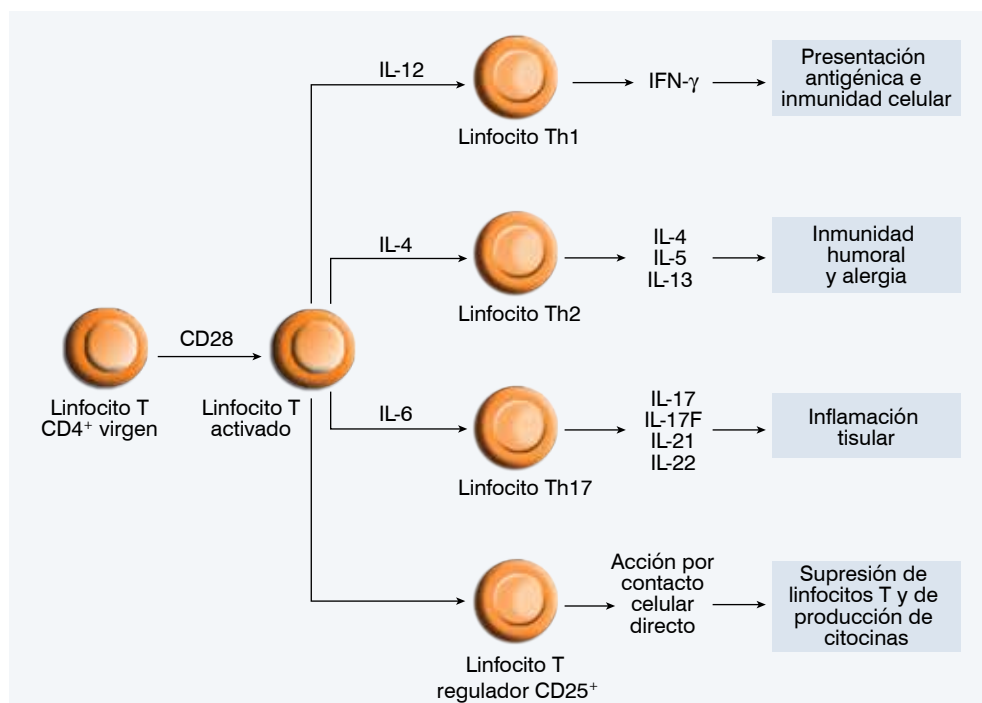 IL-12
Linfocito Th1
IFN-γ
Presentación
antigénica e
inmunidad celular
IL-4
Linfocito Th2
IL-4
IL-5
IL-13
Inmunidad
humoral
y alergia
Linfocito T
CD4⁺ virgen
CD28
Linfocito T
activado
IL-6
Linfocito Th17
IL-17
IL-17F
IL-21
IL-22
Inflamación
tisular
Linfocito T
regulador CD25⁺
Acción por
contacto
celular
directo
Supresión de
linfocitos T y de
producción de
citocinas